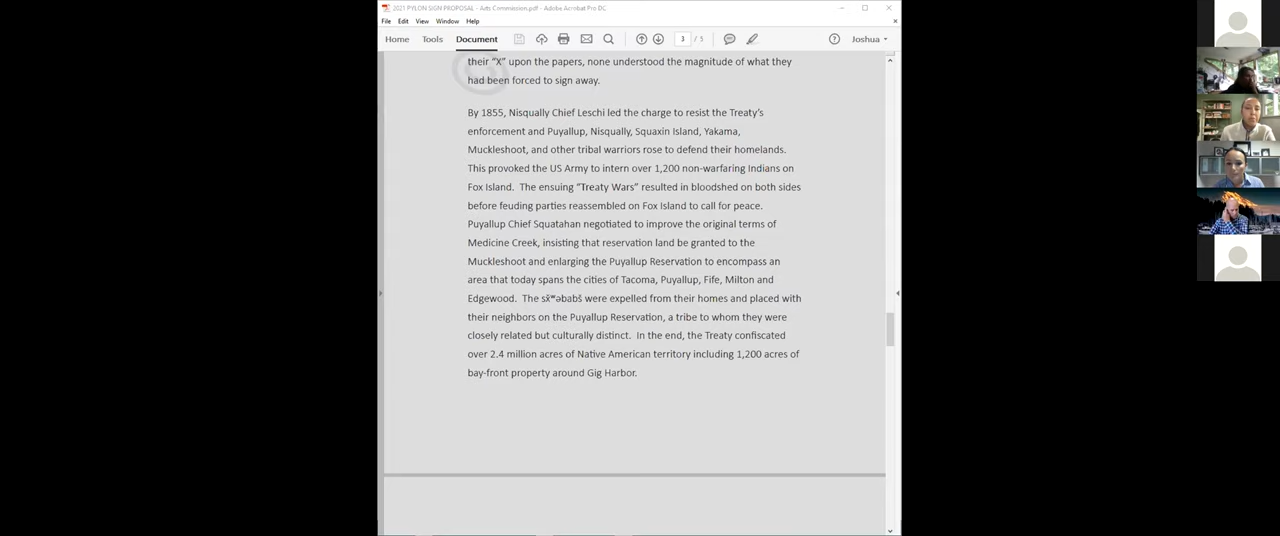 2021 PYLON SIGN PROPOSAL - Arts Commission.pdf - Adobe Acrobat Pro DC
File Edit View Window Help
Home Tools Document 3 / 5 Joshua
their “X” upon the papers, none understood the magnitude of what they
had been forced to sign away.
By 1855, Nisqually Chief Leschi led the charge to resist the Treaty’s
enforcement and Puyallup, Nisqually, Squaxin Island, Yakama,
Muckleshoot, and other tribal warriors rose to defend their homelands.
This provoked the US Army to intern over 1,200 non-warfaring Indians on
Fox Island. The ensuing “Treaty Wars” resulted in bloodshed on both sides
before feuding parties reassembled on Fox Island to call for peace.
Puyallup Chief Squatahan negotiated to improve the original terms of
Medicine Creek, insisting that reservation land be granted to the
Muckleshoot and enlarging the Puyallup Reservation to encompass an
area that today spans the cities of Tacoma, Puyallup, Fife, Milton and
Edgewood. The sx̌ʷəbabš were expelled from their homes and placed with
their neighbors on the Puyallup Reservation, a tribe to whom they were
closely related but culturally distinct. In the end, the Treaty confiscated
over 2.4 million acres of Native American territory including 1,200 acres of
bay-front property around Gig Harbor.